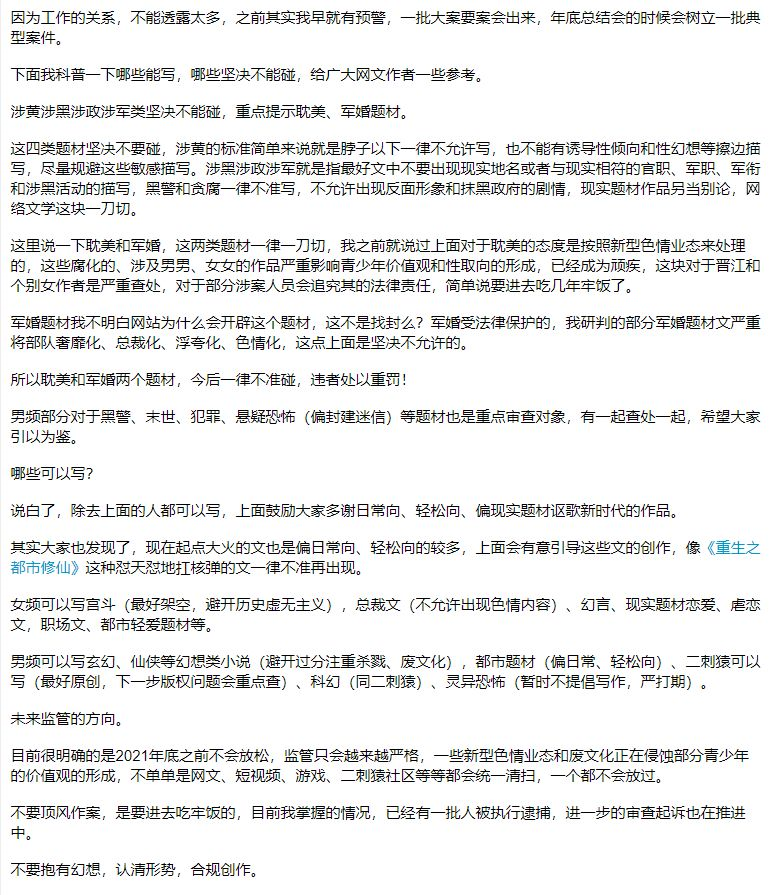 因为工作的关系，不能透露太多，之前其实我早就有预警，一批大案要案会出来，年底总结会的时候会树立一批典
型案件。
下面我科普一下哪些能写，哪些坚决不能碰，给广大网文作者一些参考。
涉黄涉黑涉政涉军类坚决不能碰，重点提示耽美、军婚题材。
这四类题材坚决不要碰，涉黄的标准简单来说就是脖子以下一律不允许写，也不能有诱导性倾向和性幻想等擦边描
写，尽量规避这些敏感描写。涉黑涉政涉军就是指最好文中不要出现现实地名或者与现实相符的官职、军职、军衔
和涉黑活动的描写，黑警和贪腐一律不准写，不允许出现反面形象和抹黑政府的剧情，现实题材作品另当别论，网
络文学这块一刀切。
这里说一下耽美和军婚，这两类题材一律一刀切，我之前就说过上面对于耽美的态度是按照新型色情业态来处理
的，这些腐化的、涉及男男、女女的作品严重影响青少年价值观和性取向的形成，已经成为顽疾，这块对于晋江和
个别女作者是严重查处，对于部分涉案人员会追究其的法律责任，简单说要进去吃几年牢饭了。
军婚题材我不明白网站为什么会开辟这个题材，这不是找封么？军婚受法律保护的，我研判的部分军婚题材文严重
将部队奢靡化、总裁化、浮夸化、色情化，这点上面是坚决不允许的。
所以耽美和军婚两个题材，今后一律不准碰，违者处以重罚！
男频部分对于黑警、末世、犯罪、悬疑恐怖（偏封建迷信）等题材也是重点审查对象，有一起查处一起，希望大家
引以为鉴。
哪些可以写？
说白了，除去上面的人都可以写，上面鼓励大家多谢日常向、轻松向、偏现实题材讴歌新时代的作品。
其实大家也发现了，现在起点大火的文也是偏日常向、轻松向的较多，上面会有意引导这些文的创作，像《重生之
都市修仙》这种怼天怼地扛核弹的文一律不准再出现。
女频可以写宫斗（最好架空，避开历史虚无主义），总裁文（不允许出现色情内容）、幻言、现实题材恋爱、虐恋
文，职场文、都市轻爱题材等。
男频可以写玄幻、仙侠等幻想类小说（避开过分注重杀戮、废文化），都市题材（偏日常、轻松向）、二刺猿可以
写（最好原创，下一步版权问题会重点查）、科幻（同二刺猿）、灵异恐怖（暂时不提倡写作，严打期）。
未来监管的方向。
目前很明确的是2021年底之前不会放松，监管只会越来越严格，一些新型色情业态和废文化正在侵蚀部分青少年
的价值观的形成，不单单是网文、短视频、游戏、二刺猿社区等等都会统一清扫，一个都不会放过。
不要顶风作案，是要进去吃牢饭的，目前我掌握的情况，已经有一批人被执行逮捕，进一步的审查起诉也在推进
中。
不要抱有幻想，认清形势，合规创作。